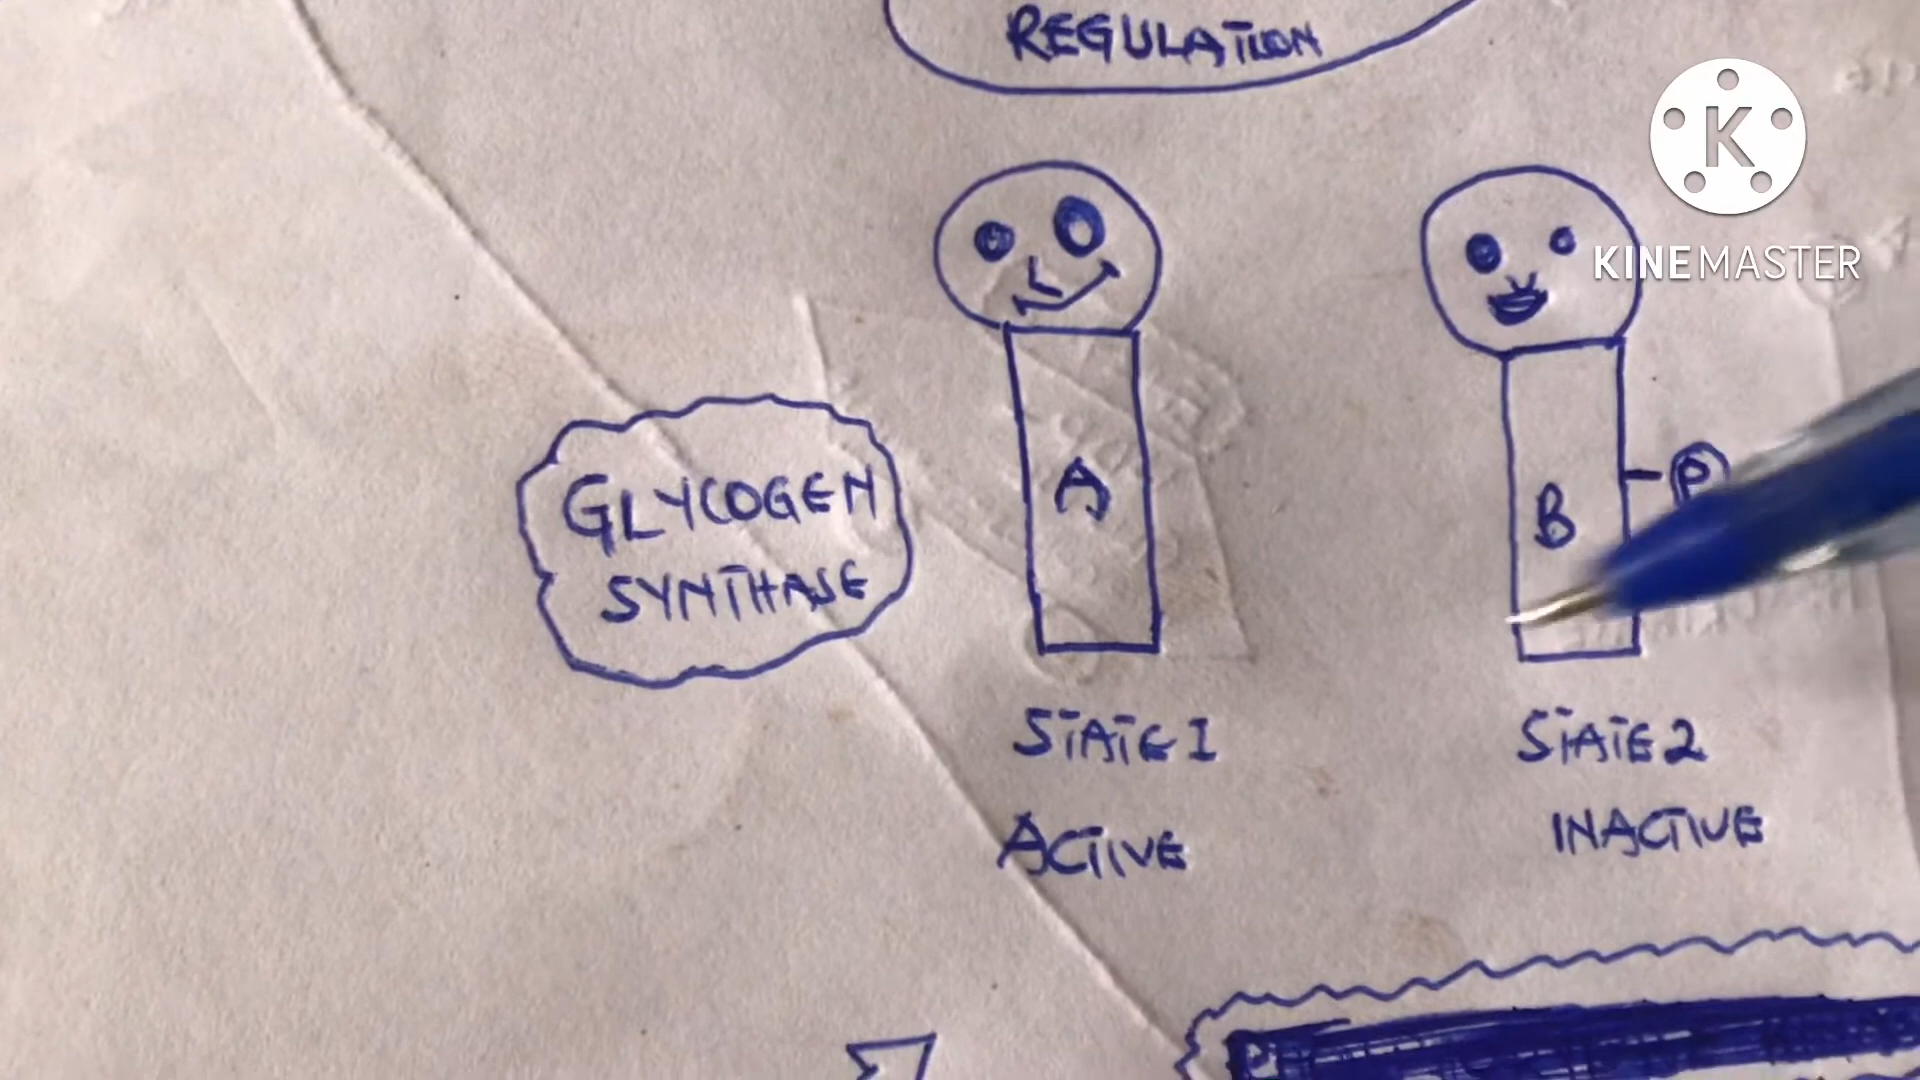 REGULATION
K
KINEMASTER
GLYCOGEN
SYNTHASE
A
B
P
STATE 1
STATE 2
ACTIVE
INACTIVE